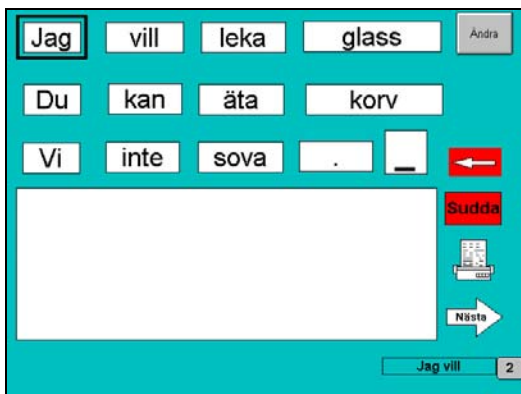 Jag vill leka glass Ändra
Du kan äta korv
Vi inte sova . _
Sudda
Nästa
Jag vill 2